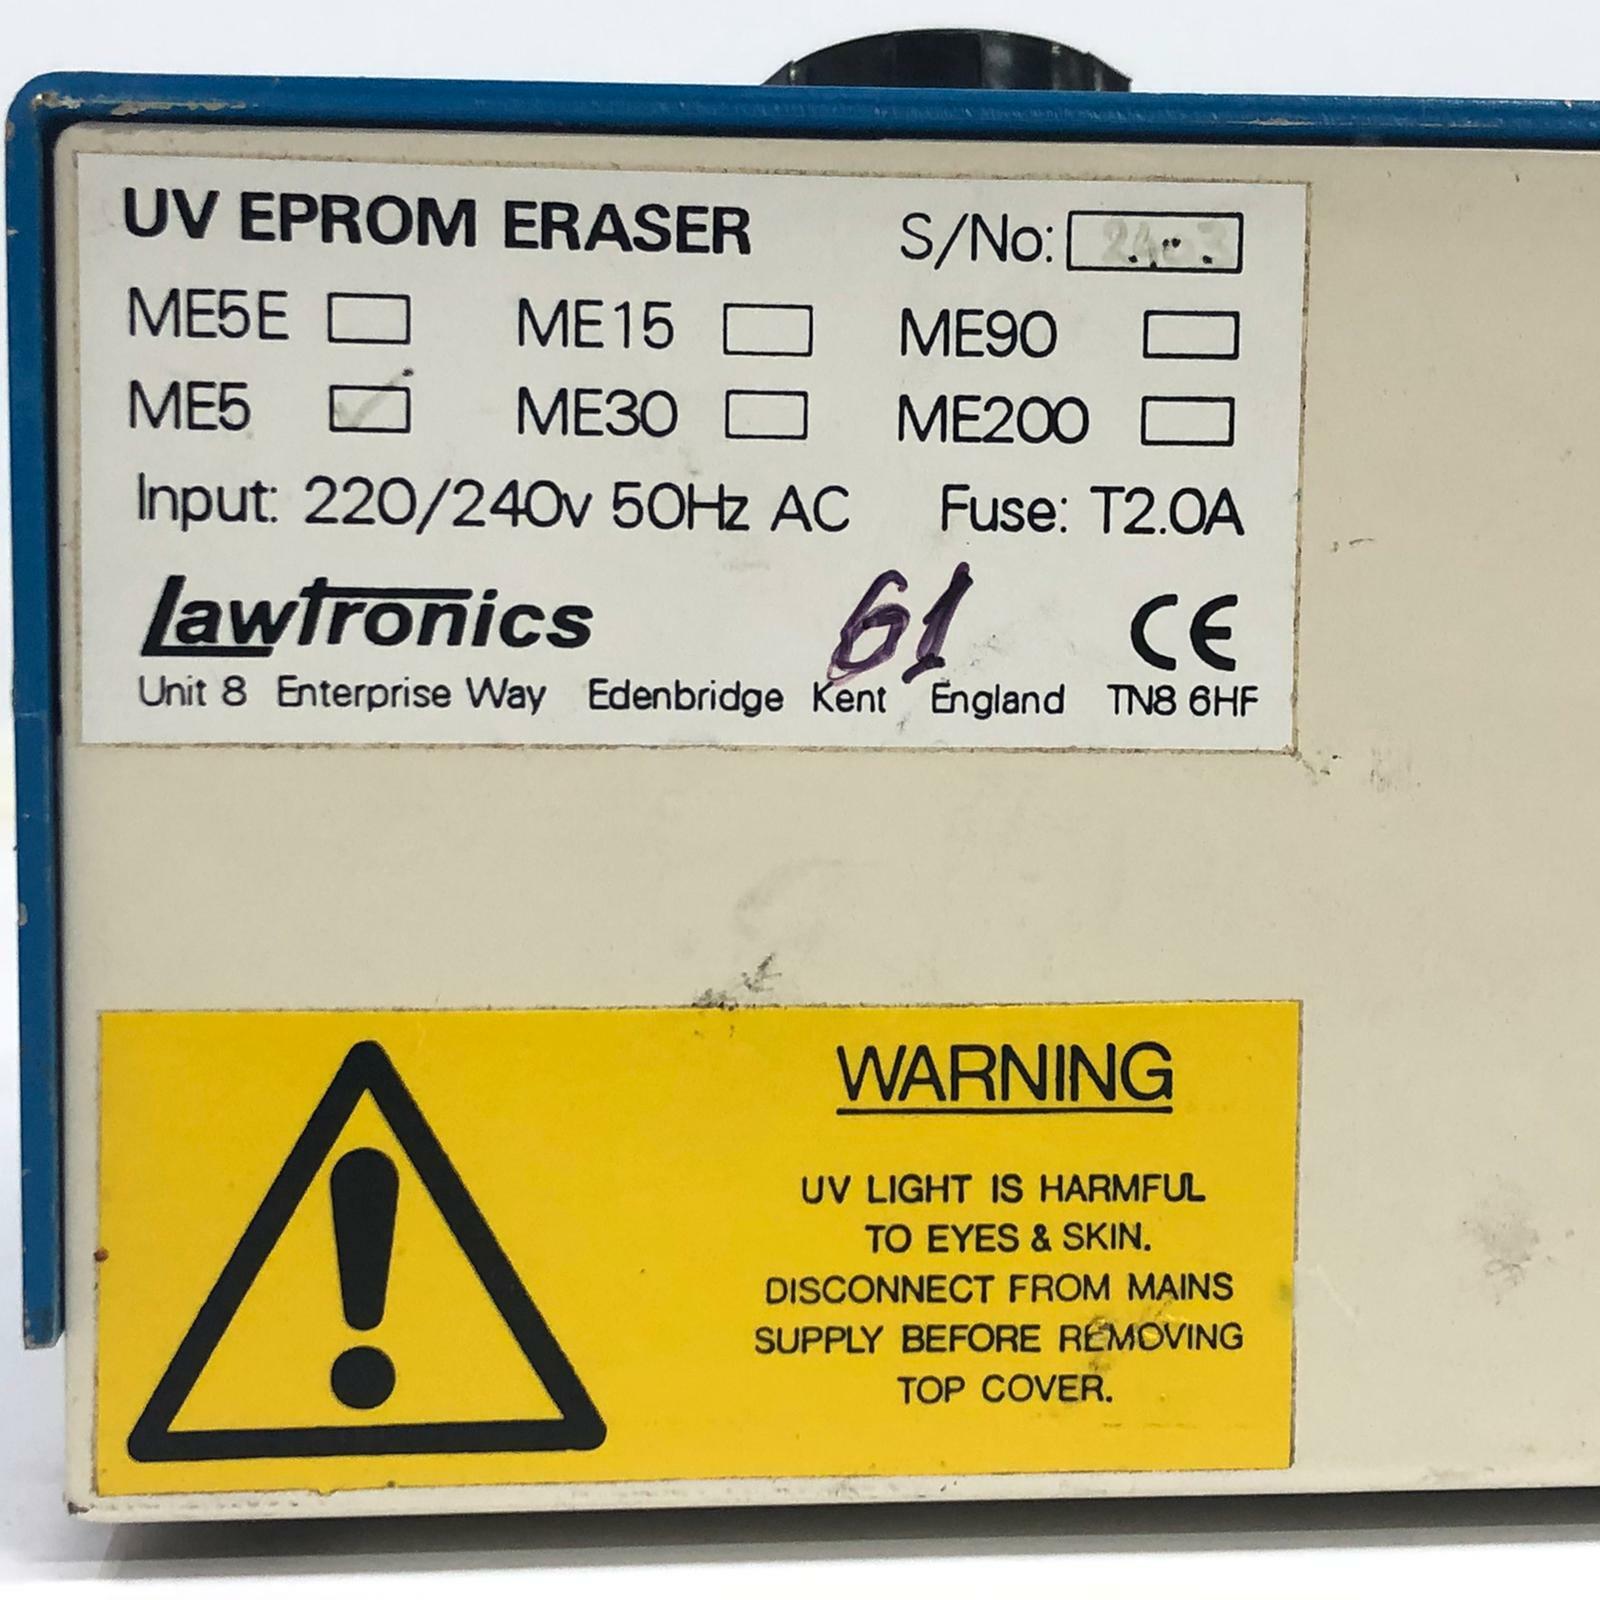 UV EPROM ERASER S/No:
ME5E ME15 ME90
ME5 ME30 ME200
Input: 220/240v 50Hz AC Fuse: T2.0A
Lawtronics 61 CE
Unit 8 Enterprise Way Edenbridge Kent England TN8 6HF
WARNING
UV LIGHT IS HARMFUL
TO EYES & SKIN.
DISCONNECT FROM MAINS
SUPPLY BEFORE REMOVING
TOP COVER.